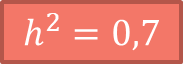 h² = 0,7